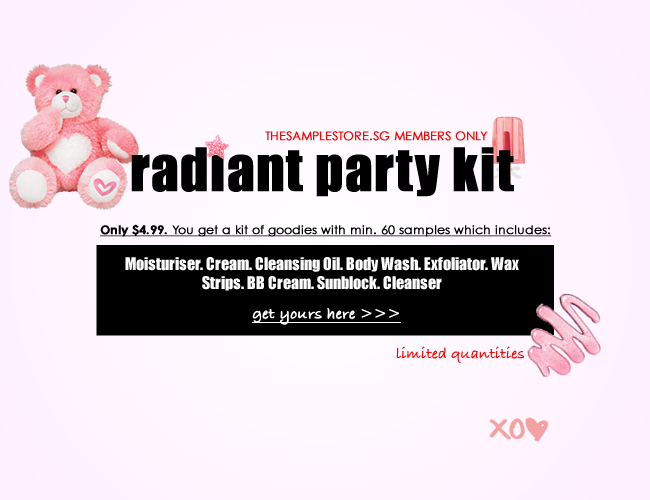 THESAMPLESTORE.SG MEMBERS ONLY
radiant party kit
Only $4.99. You get a kit of goodies with min. 60 samples which includes:
Moisturiser. Cream. Cleansing Oil. Body Wash. Exfoliator. Wax
Strips. BB Cream. Sunblock. Cleanser
get yours here >>>
limited quantities
XO